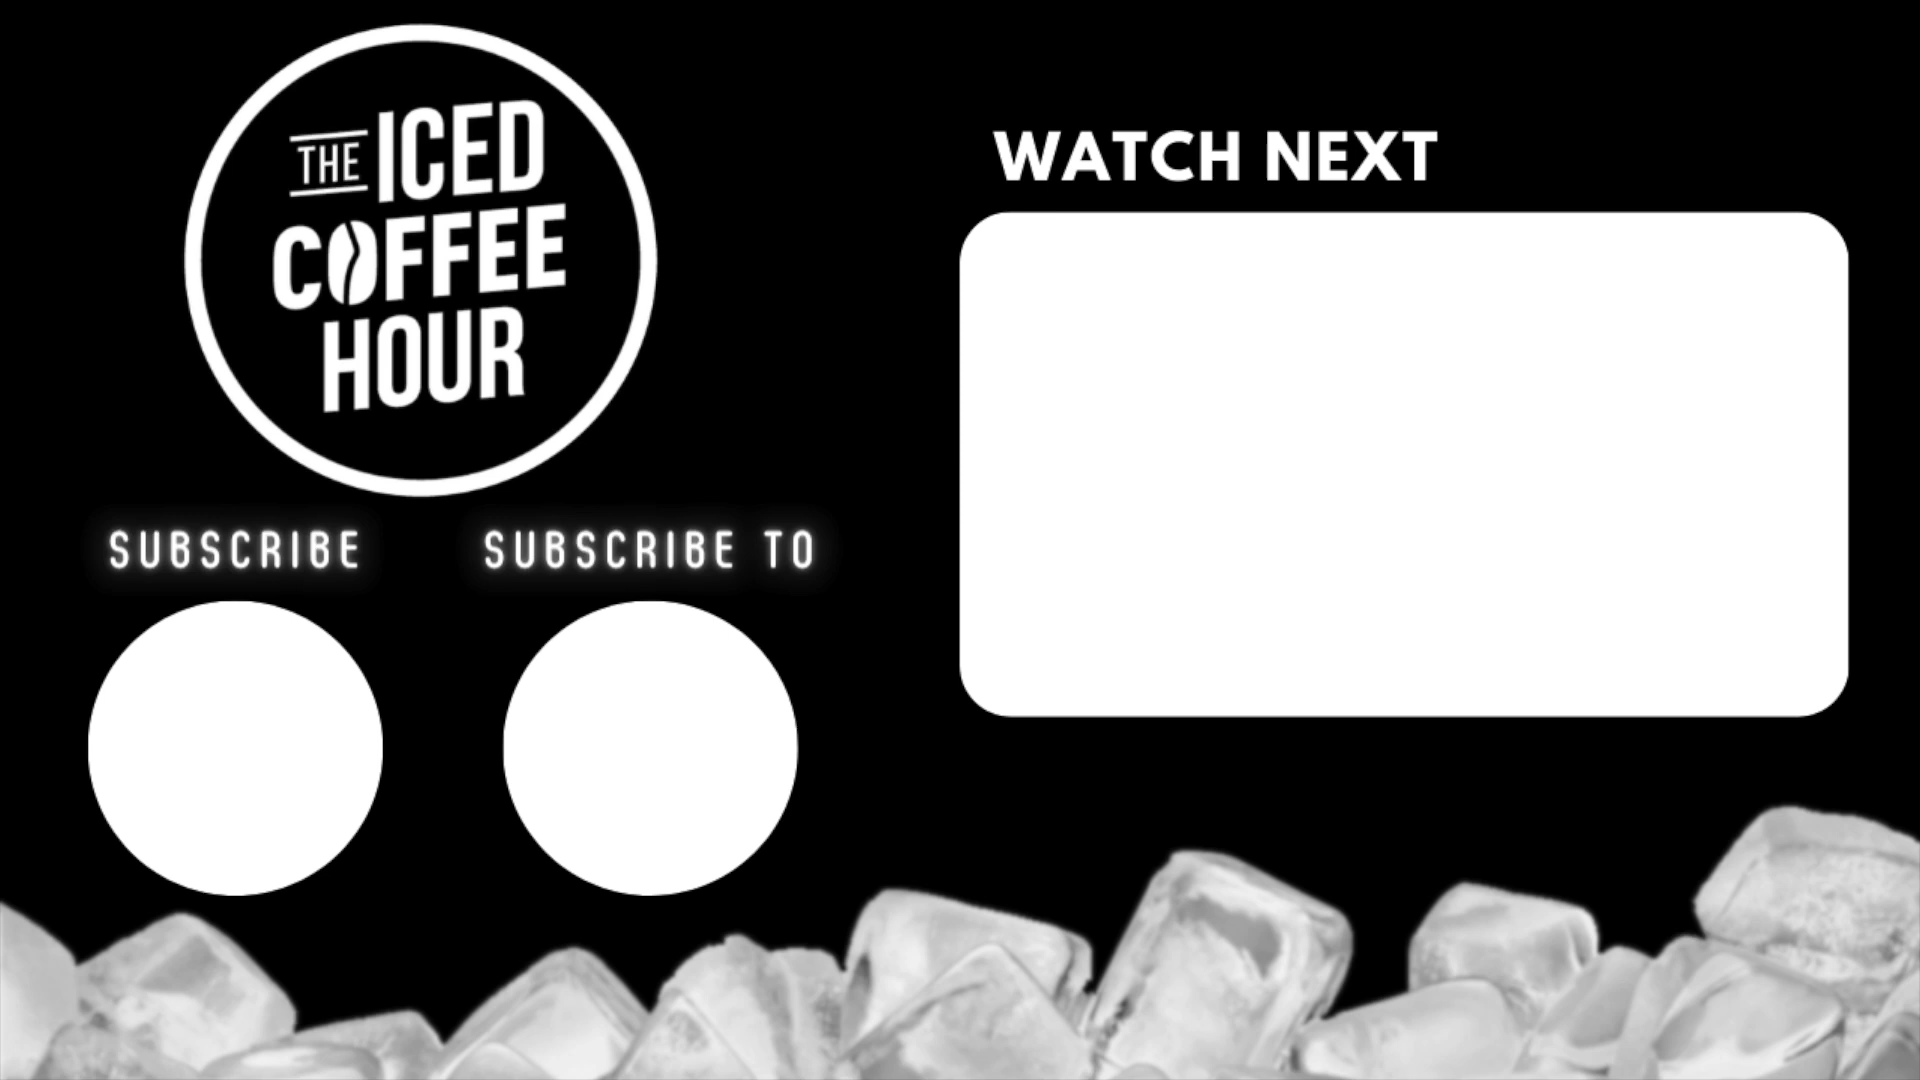 THE ICED
COFFEE
HOUR
WATCH NEXT
SUBSCRIBE
SUBSCRIBE TO